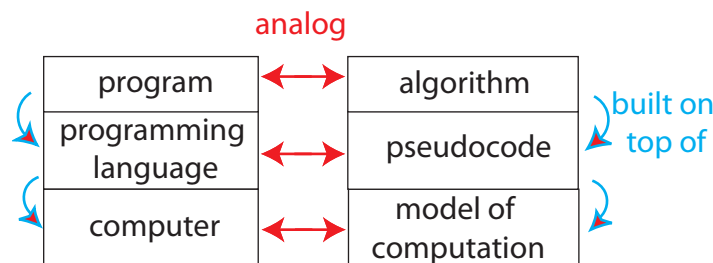 analog
program
algorithm
built on
top of
programming
language
pseudocode
computer
model of
computation